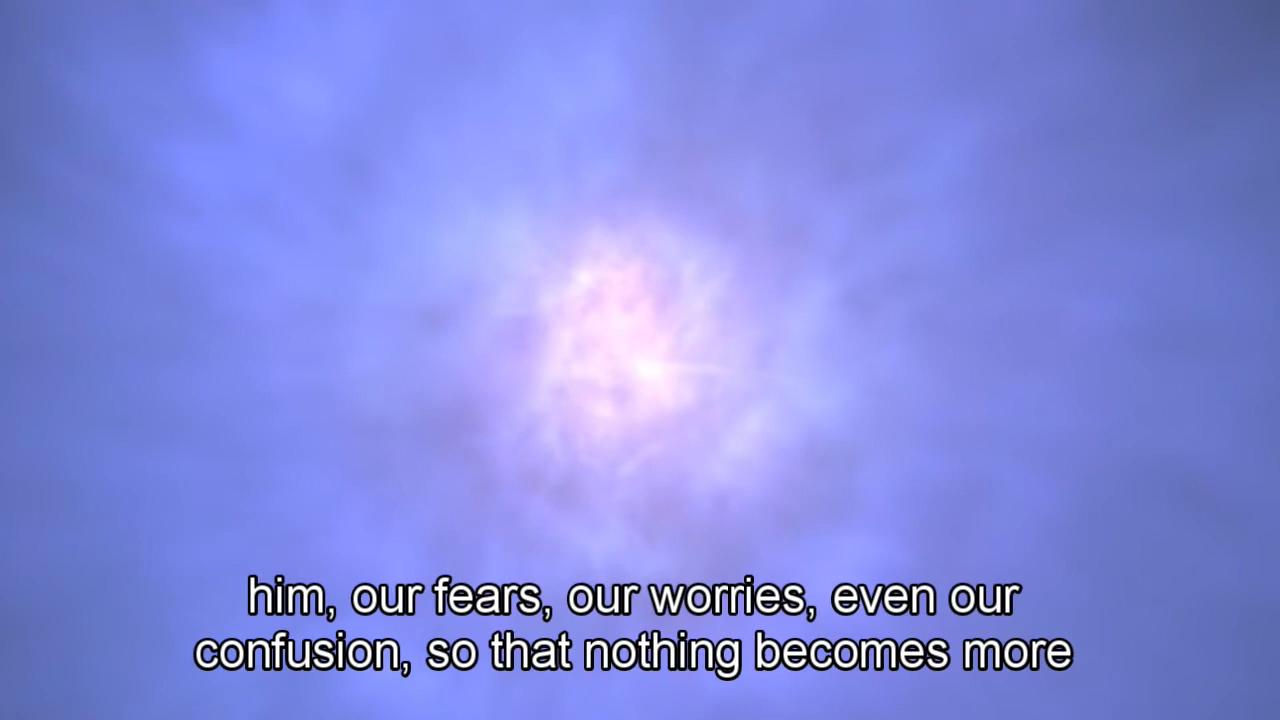 him, our fears, our worries, even our
confusion, so that nothing becomes more